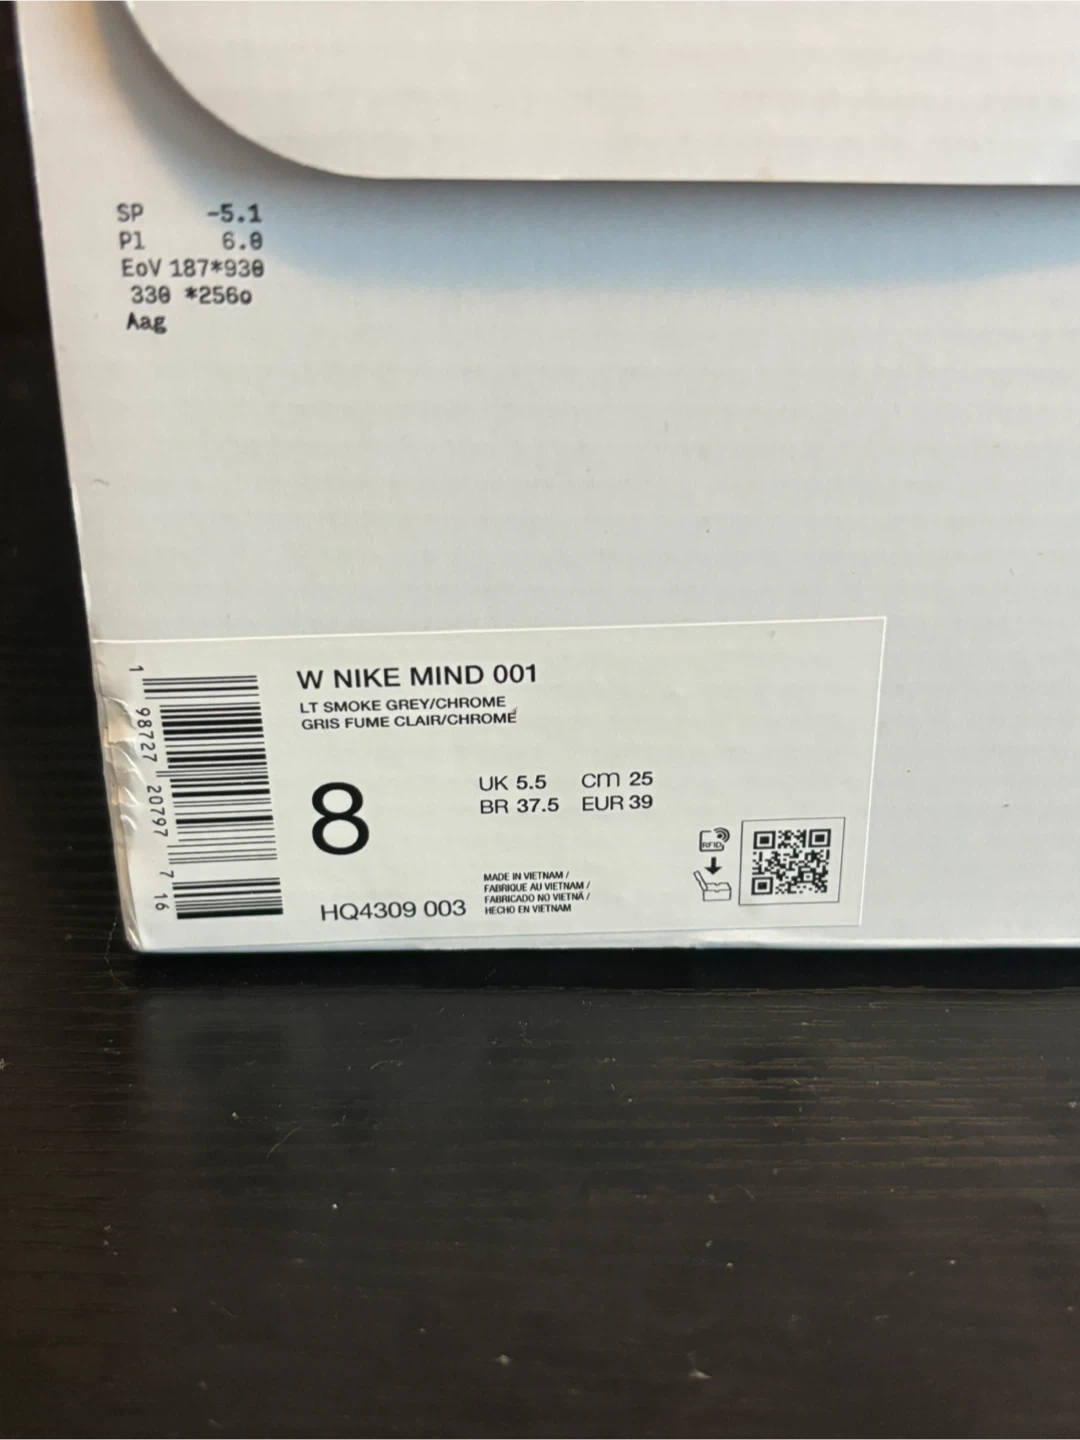 SP -5.1
Pl 6.0
EoV 187*930
330 *256o
Aag
W NIKE MIND 001
LT SMOKE GREY/CHROME
GRIS FUME CLAIR/CHROME
8
UK 5.5 cm 25
BR 37.5 EUR 39
HQ4309 003
MADE IN VIETNAM /
FABRIQUE AU VIETNAM /
FABRICADO NO VIETNÃ /
HECHO EN VIETNAM
RFID
1 98727 20797 7 16